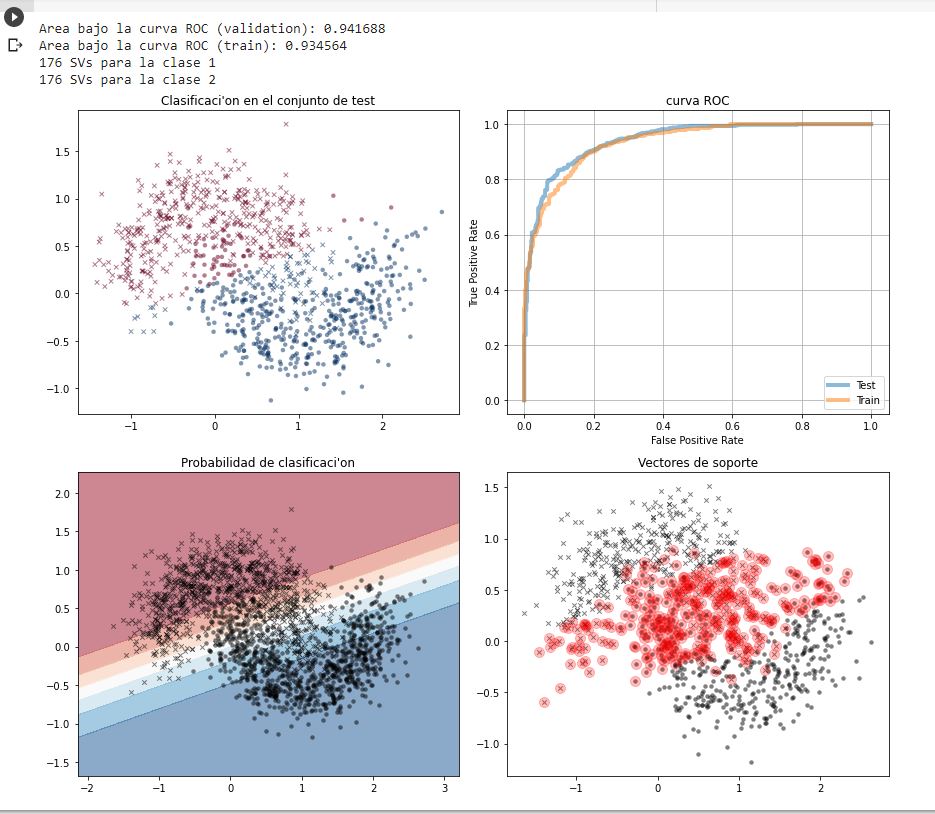 Area bajo la curva ROC (validation): 0.941688
Area bajo la curva ROC (train): 0.934564
176 SVs para la clase 1
176 SVs para la clase 2
Clasificaci'on en el conjunto de test
1.5
1.0
0.5
0.0
−0.5
−1.0
−1 0 1 2
curva ROC
True Positive Rate
1.0
0.8
0.6
0.4
0.2
0.0
Test
Train
0.0 0.2 0.4 0.6 0.8 1.0
False Positive Rate
Probabilidad de clasificaci'on
2.0
1.5
1.0
0.5
0.0
−0.5
−1.0
−1.5
−2 −1 0 1 2 3
Vectores de soporte
1.5
1.0
0.5
0.0
−0.5
−1.0
−1 0 1 2